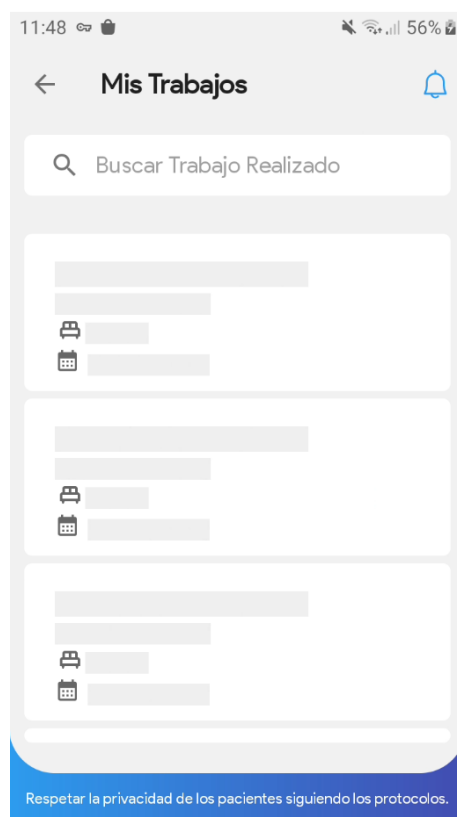 11:48
56%
Mis Trabajos
Buscar Trabajo Realizado
Respetar la privacidad de los pacientes siguiendo los protocolos.